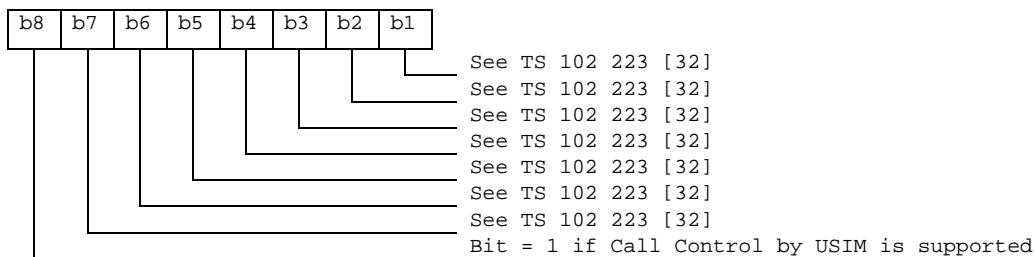 b8 b7 b6 b5 b4 b3 b2 b1
See TS 102 223 [32]
See TS 102 223 [32]
See TS 102 223 [32]
See TS 102 223 [32]
See TS 102 223 [32]
See TS 102 223 [32]
See TS 102 223 [32]
Bit = 1 if Call Control by USIM is supported